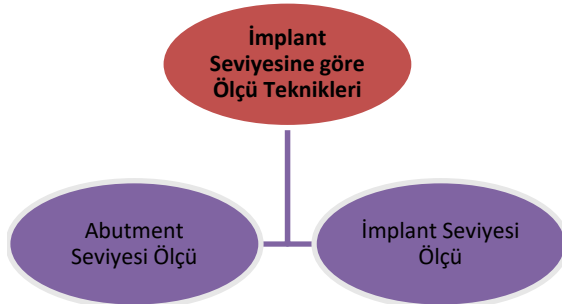 İmplant
Seviyesine göre
Ölçü Teknikleri
Abutment
Seviyesi Ölçü
İmplant Seviyesi
Ölçü